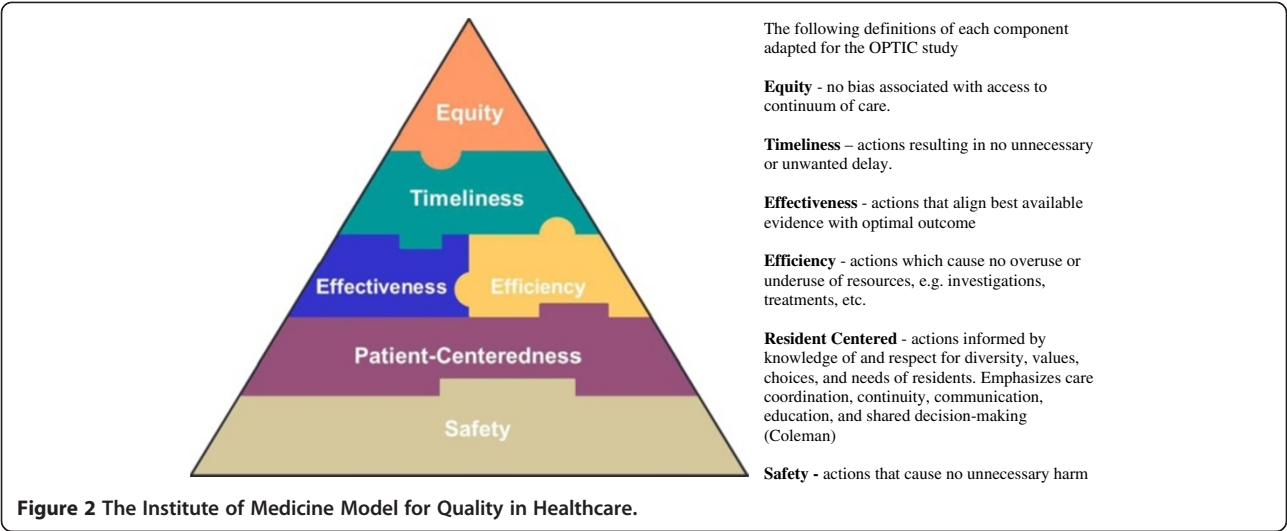 Equity
Timeliness
Effectiveness
Efficiency
Patient-Centeredness
Safety
The following definitions of each component
adapted for the OPTIC study
Equity - no bias associated with access to
continuum of care.
Timeliness – actions resulting in no unnecessary
or unwanted delay.
Effectiveness - actions that align best available
evidence with optimal outcome
Efficiency - actions which cause no overuse or
underuse of resources, e.g. investigations,
treatments, etc.
Resident Centered - actions informed by
knowledge of and respect for diversity, values,
choices, and needs of residents. Emphasizes care
coordination, continuity, communication,
education, and shared decision-making
(Coleman)
Safety - actions that cause no unnecessary harm
Figure 2 The Institute of Medicine Model for Quality in Healthcare.